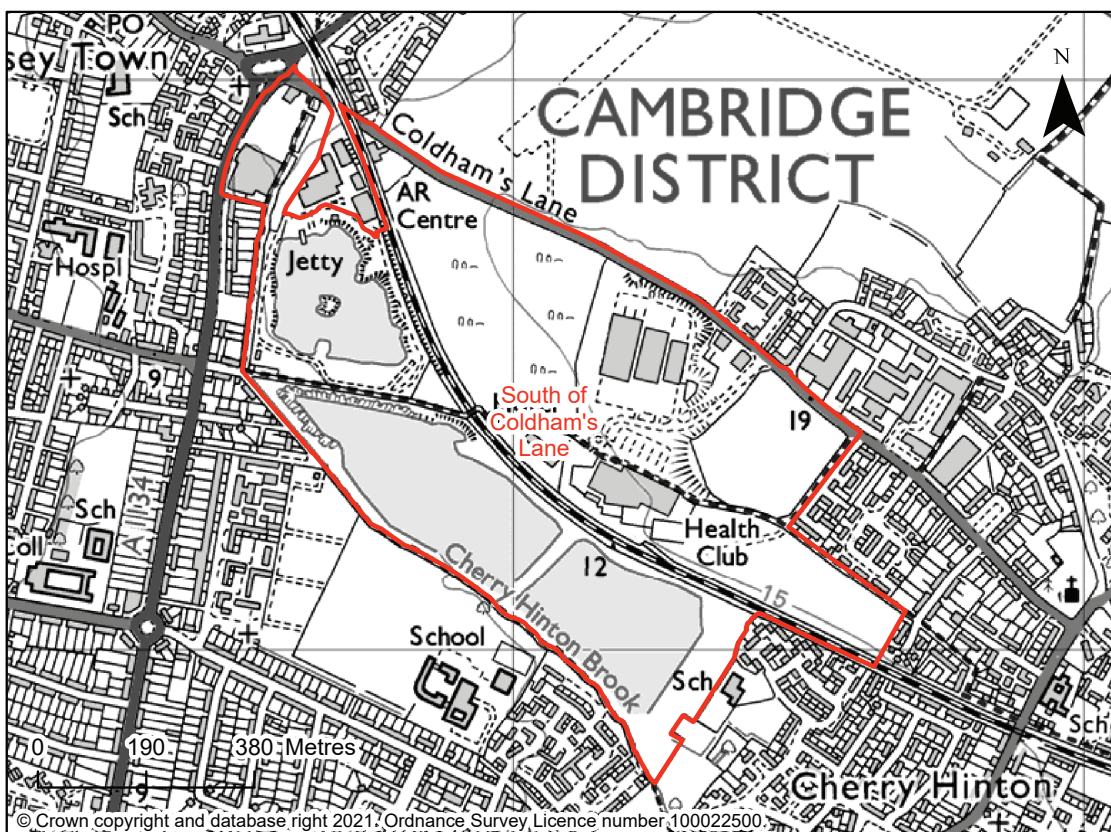 PO
sey Town
Sch
N
CAMBRIDGE
DISTRICT
Coldham's Lane
AR
Centre
Jetty
Hospl
9
South of
Coldham's
Lane
19
Sch
A1134
oll
Health
Club
12
15
Cherry Hinton Brook
School
Sch
Sch
0 190 380 Metres
9
Cherry Hinton
© Crown copyright and database right 2021. Ordnance Survey Licence number 100022500.